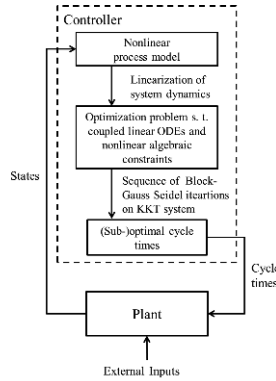 Controller
Nonlinear
process model
Linearization of
system dynamics
Optimization problem s. t.
coupled linear ODEs and
nonlinear algebraic
constraints
States
Sequence of Block-
Gauss Seidel iteartions
on KKT system
(Sub-)optimal cycle
times
Cycle
times
Plant
External Inputs